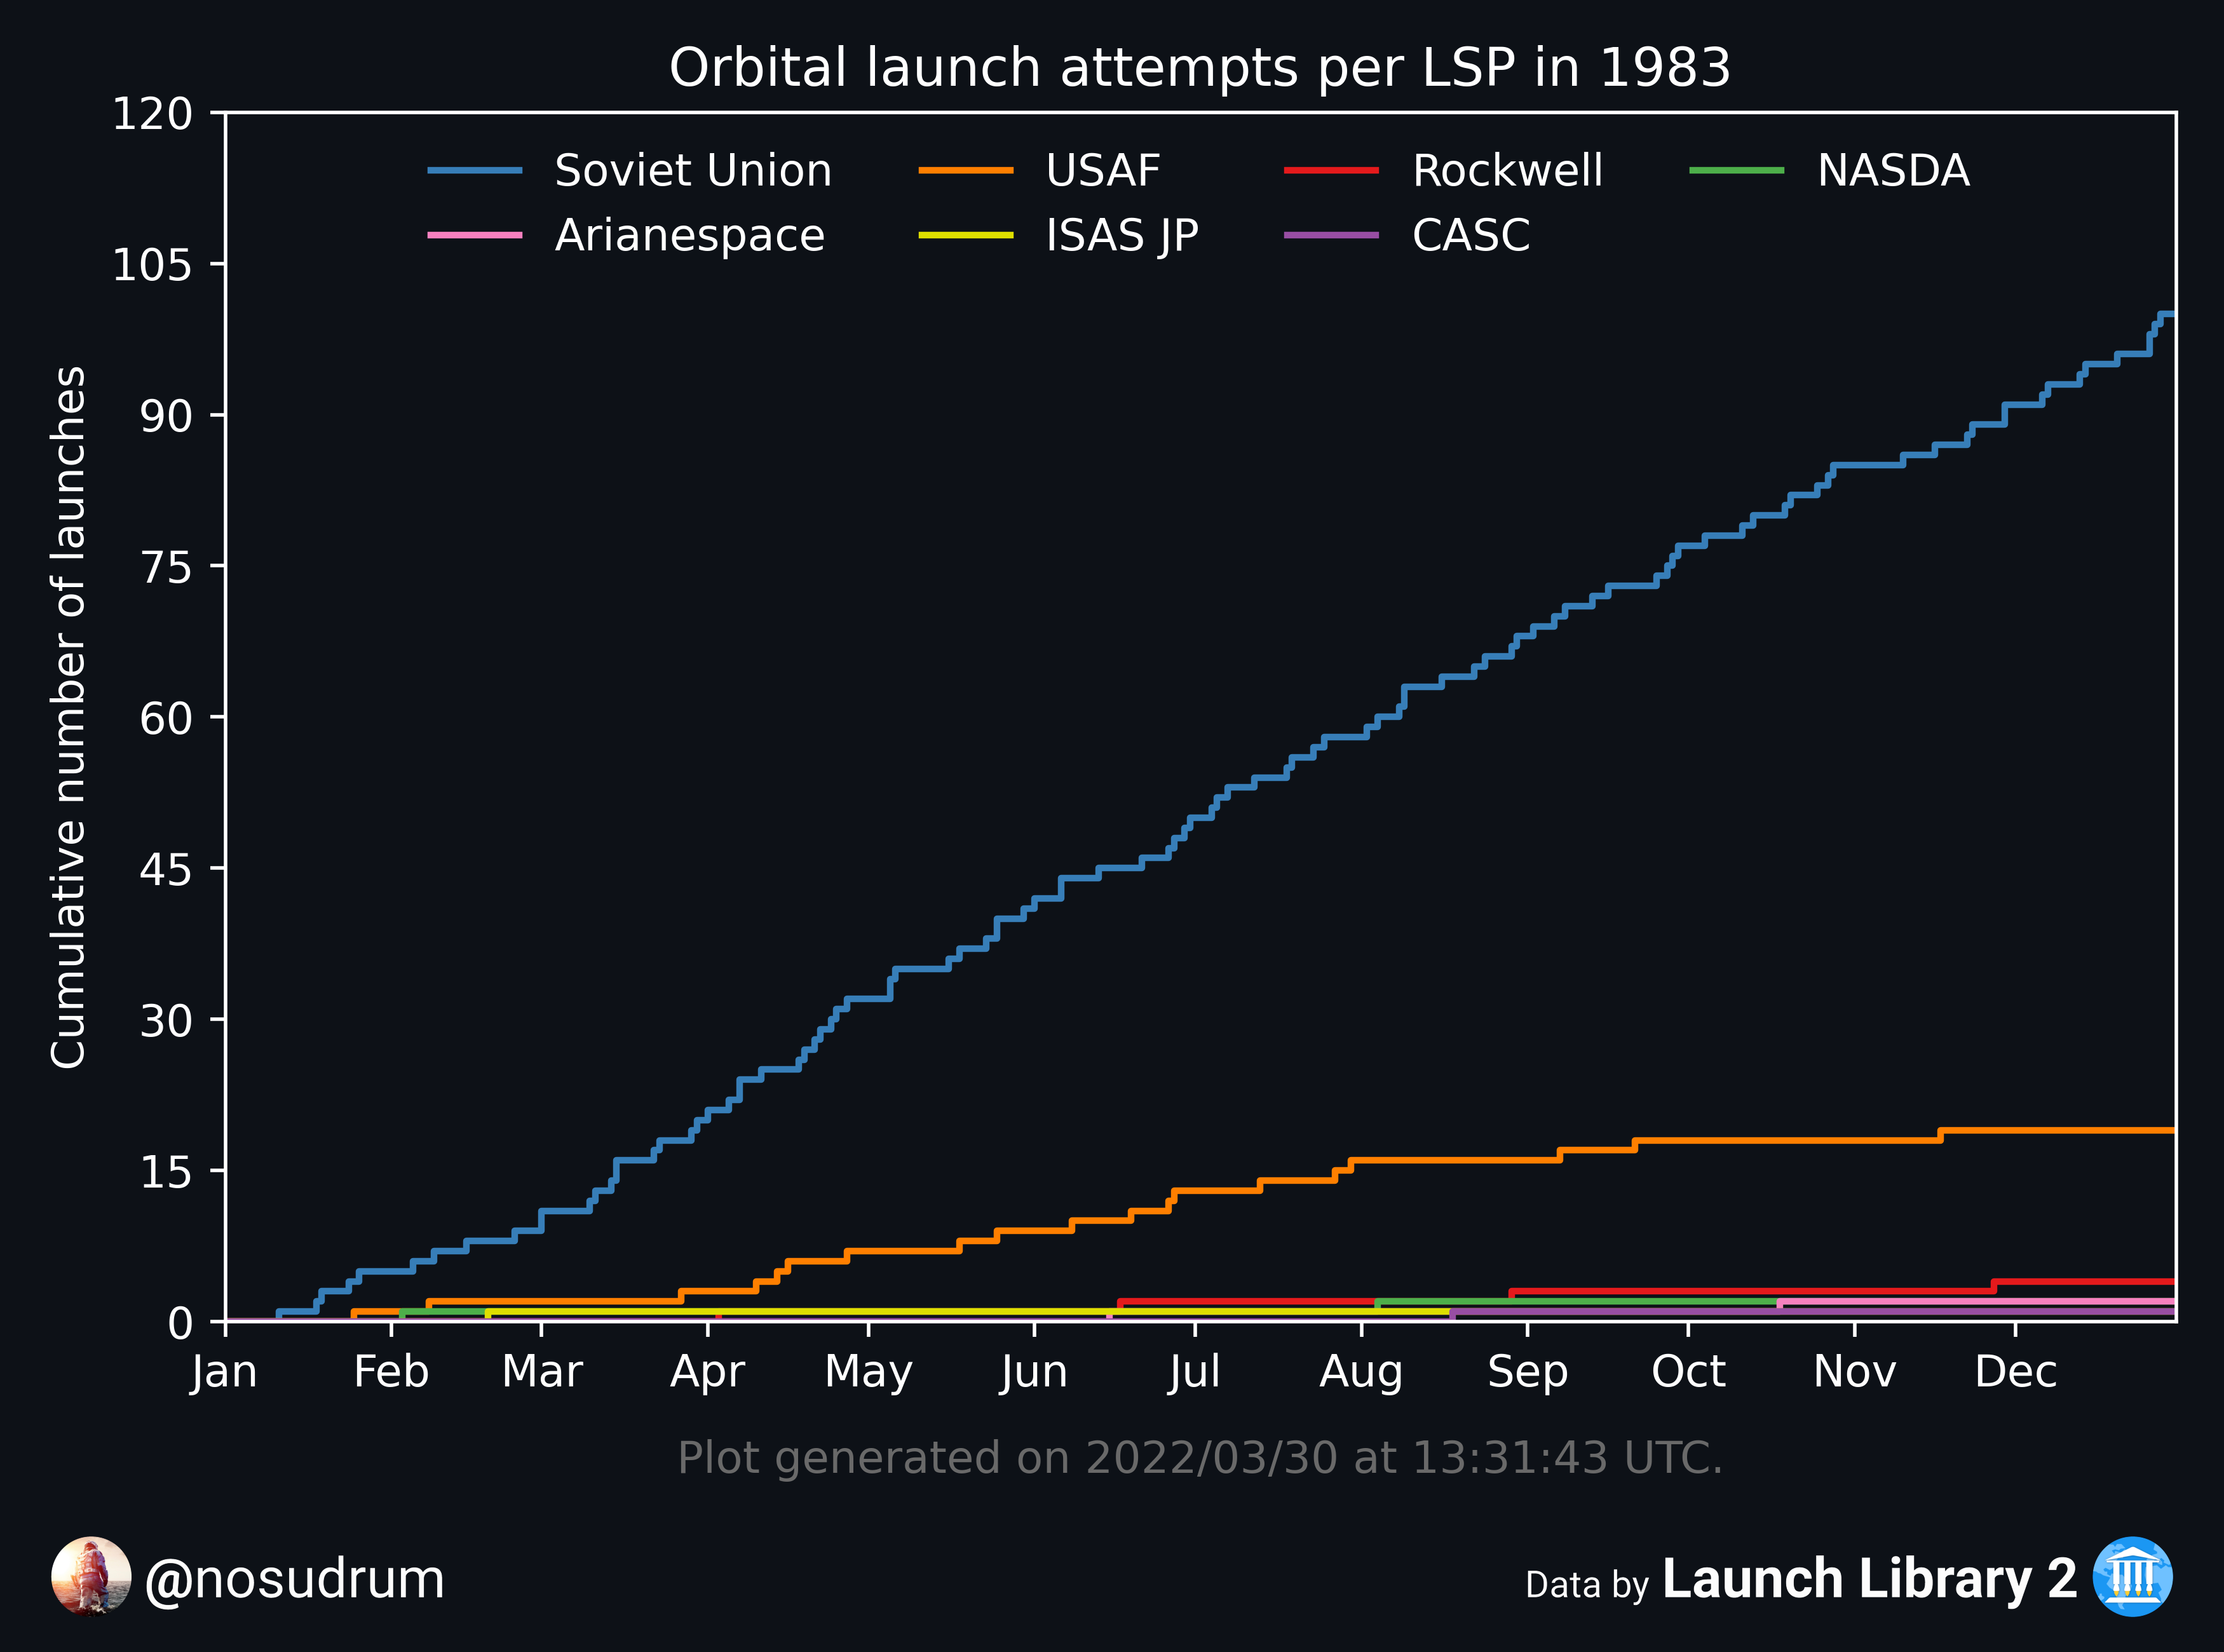 Orbital launch attempts per LSP in 1983
120
105
90
75
60
45
30
15
0
Cumulative number of launches
Soviet Union USAF Rockwell NASDA
Arianespace ISAS JP CASC
Jan Feb Mar Apr May Jun Jul Aug Sep Oct Nov Dec
Plot generated on 2022/03/30 at 13:31:43 UTC.
@nosudrum
Data by Launch Library 2